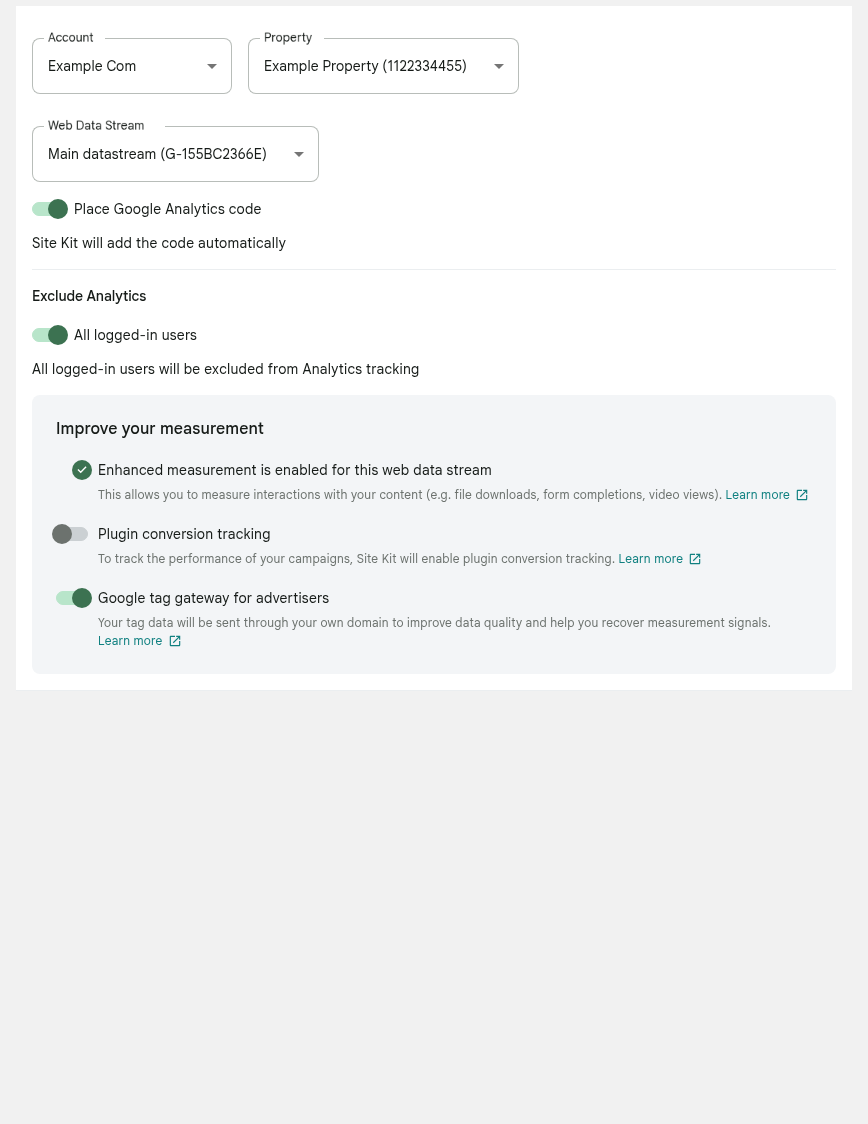 Account
Property
Example Com
Example Property (1122334455)
Web Data Stream
Main datastream (G-155BC2366E)
Place Google Analytics code
Site Kit will add the code automatically
Exclude Analytics
All logged-in users
All logged-in users will be excluded from Analytics tracking
Improve your measurement
Enhanced measurement is enabled for this web data stream
This allows you to measure interactions with your content (e.g. file downloads, form completions, video views). Learn more
Plugin conversion tracking
To track the performance of your campaigns, Site Kit will enable plugin conversion tracking. Learn more
Google tag gateway for advertisers
Your tag data will be sent through your own domain to improve data quality and help you recover measurement signals.
Learn more